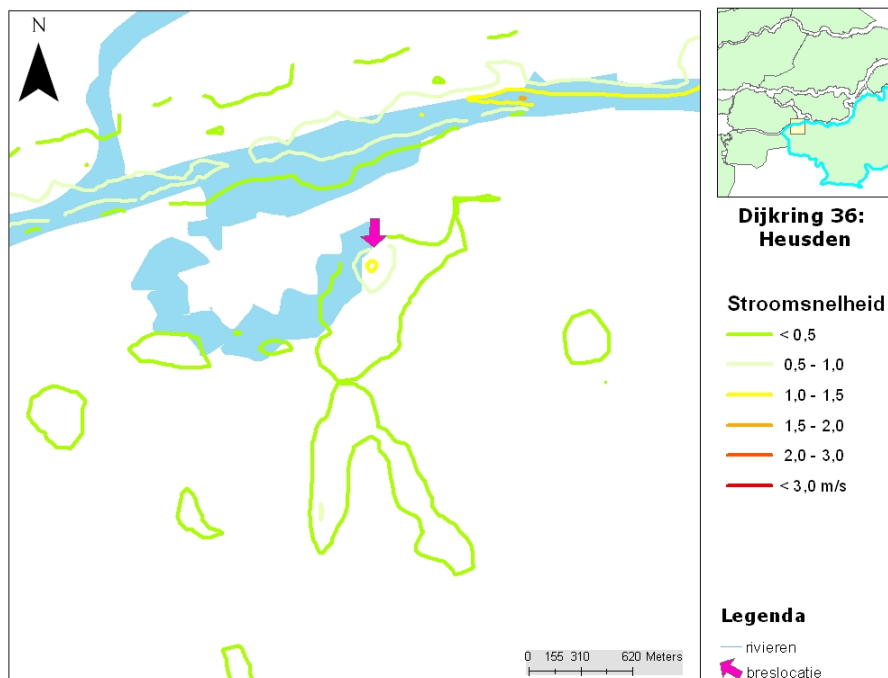 N
Dijkring 36:
Heusden
Stroomsnelheid
< 0,5
0,5 - 1,0
1,0 - 1,5
1,5 - 2,0
2,0 - 3,0
< 3,0 m/s
0 155 310 620 Meters
Legenda
rivieren
breslocatie